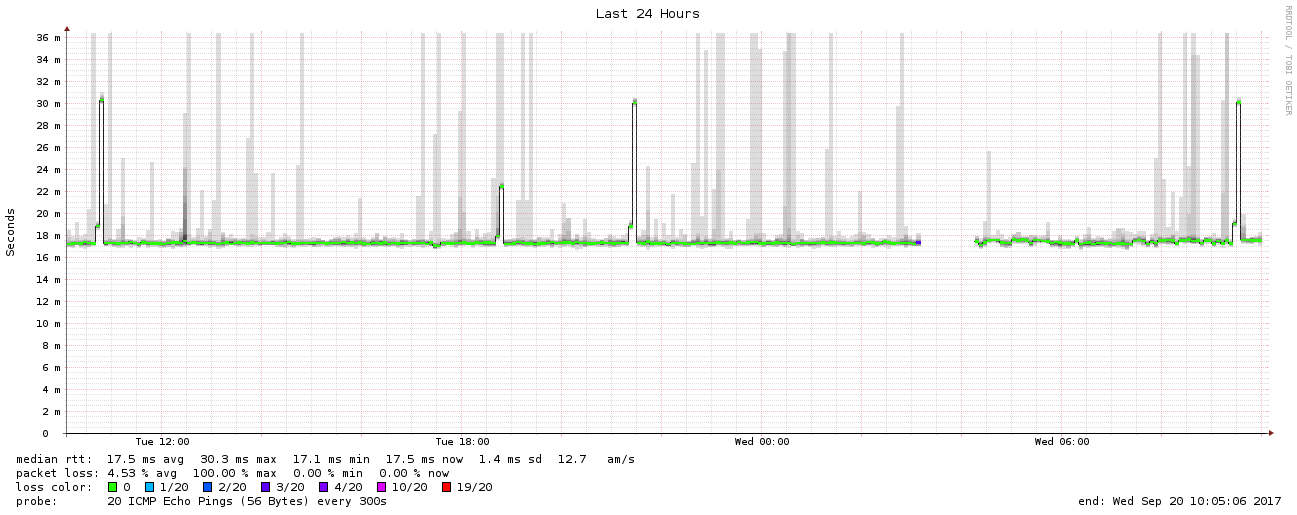 Last 24 Hours
RRDTOOL / TOBI OETIKER
Seconds
36 m
34 m
32 m
30 m
28 m
26 m
24 m
22 m
20 m
18 m
16 m
14 m
12 m
10 m
8 m
6 m
4 m
2 m
0
Tue 12:00 Tue 18:00 Wed 00:00 Wed 06:00
median rtt: 17.5 ms avg 30.3 ms max 17.1 ms min 17.5 ms now 1.4 ms sd 12.7 am/s
packet loss: 4.53 % avg 100.00 % max 0.00 % min 0.00 % now
loss color: 0 1/20 2/20 3/20 4/20 10/20 19/20
probe: 20 ICMP Echo Pings (56 Bytes) every 300s end: Wed Sep 20 10:05:06 2017